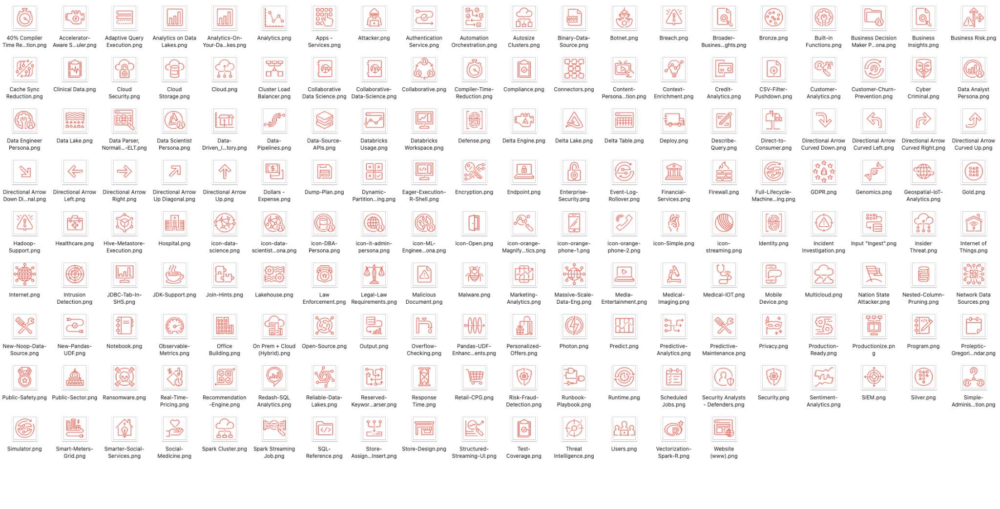 40% Compiler
Time Re...tion.png
Accelerator-
Aware S...uler.png
Adaptive Query
Execution.png
Analytics on Data
Lakes.png
Analytics-On-
Your-Da...kes.png
Analytics.png
Apps -
Services.png
Attacker.png
Authentication
Service.png
Automation
Orchestration.png
Autosize
Clusters.png
Binary-Data-
Source.png
0101
Botnet.png
Breach.png
Broader-
Busines...ghts.png
Bronze.png
Built-in
Functions.png
Business Decision
Maker P...ona.png
Business
Insights.png
Business Risk.png
Cache Sync
Reduction.png
Clinical Data.png
Cloud
Security.png
Cloud
Storage.png
Cloud.png
Cluster Load
Balancer.png
Collaborative
Data Science.png
Collaborative-
Data-Science.png
Collaborative.png
Compiler-Time-
Reduction.png
Compliance.png
Connectors.png
Content-
Persona...tion.png
Context-
Enrichment.png
Credit-
Analytics.png
CSV-Filter-
Pushdown.png
Customer-
Analytics.png
Customer-Churn-
Prevention.png
Cyber
Criminal.png
Data Analyst
Persona.png
Data Engineer
Persona.png
Data Lake.png
Data Parser,
Normali...-ELT.png
Data Scientist
Persona.png
Data-
Driven_I...tory.png
Data-
Pipelines.png
Data-Source-
APIs.png
Databricks
Usage.png
Databricks
Workspace.png
Defense.png
Delta Engine.png
Delta Lake.png
Delta Table.png
Deploy.png
Describe-
Query.png
Direct-to-
Consumer.png
Directional Arrow
Curved Down.png
Directional Arrow
Curved Left.png
Directional Arrow
Curved Right.png
Directional Arrow
Curved Up.png
Directional Arrow
Down Di...nal.png
Directional Arrow
Left.png
Directional Arrow
Right.png
Directional Arrow
Up Diagonal.png
Directional Arrow
Up.png
$
Dollars -
Expense.png
Dump-Plan.png
Dynamic-
Partition...ing.png
Eager-Execution-
R-Shell.png
Encryption.png
Endpoint.png
Enterprise-
Security.png
Event-Log-
Rollover.png
Financial-
Services.png
Firewall.png
Full-Lifecycle-
Machine...ing.png
GDPR.png
Genomics.png
Geospatial-IoT-
Analytics.png
Gold.png
Hadoop-
Support.png
Healthcare.png
Hive-Metastore-
Execution.png
Hospital.png
icon-data-
science.png
icon-data-
scientist...ona.png
icon-DBA-
Persona.png
icon-it-admin-
persona.png
icon-ML-
Enginee...ona.png
icon-Open.png
icon-orange-
Magnify...tics.png
icon-orange-
phone-1.png
icon-orange-
phone-2.png
icon-Simple.png
icon-
streaming.png
Identity.png
Incident
Investigation.png
Input "Ingest".png
Insider
Threat.png
Internet of
Things.png
Internet.png
Intrusion
Detection.png
JDBC-Tab-In-
SHS.png
JDK-Support.png
Join-Hints.png
Lakehouse.png
Law
Enforcement.png
Legal-Law
Requirements.png
Malicious
Document.png
Malware.png
Marketing-
Analytics.png
Massive-Scale-
Data-Eng.png
Media-
Entertainment.png
Medical-
Imaging.png
Medical-IOT.png
Mobile
Device.png
Multicloud.png
Nation State
Attacker.png
Nested-Column-
Pruning.png
Network Data
Sources.png
New-Noop-Data-
Source.png
New-Pandas-
UDF.png
Notebook.png
Observable-
Metrics.png
Office
Building.png
On Prem + Cloud
(Hybrid).png
Open-Source.png
Output.png
Overflow-
Checking.png
Pandas-UDF-
Enhanc...ents.png
Personalized-
Offers.png
Photon.png
Predict.png
Predictive-
Analytics.png
Predictive-
Maintenance.png
Privacy.png
Production-
Ready.png
Productionize.pn
g
Program.png
Proleptic-
Gregori...ndar.png
Public-Safety.png
Public-Sector.png
Ransomware.png
$
Real-Time-
Pricing.png
Recommendation
-Engine.png
Redash-SQL
Analytics.png
Reliable-Data-
Lakes.png
Reserved-
Keywor...arser.png
Response
Time.png
Retail-CPG.png
Risk-Fraud-
Detection.png
Runbook-
Playbook.png
Runtime.png
Scheduled
Jobs.png
Security Analysts
- Defenders.png
Security.png
Sentiment-
Analytics.png
SIEM.png
Silver.png
Simple-
Adminis...tion.png
Simulator.png
Smart-Meters-
Grid.png
Smarter-Social-
Services.png
Social-
Medicine.png
Spark Cluster.png
Spark Streaming
Job.png
SQL-
Reference.png
Store-
Assign...Insert.png
Store-Design.png
Structured-
Streaming-UI.png
Test-
Coverage.png
Threat
Intelligence.png
Users.png
R
Vectorization-
Spark-R.png
Website
(www).png